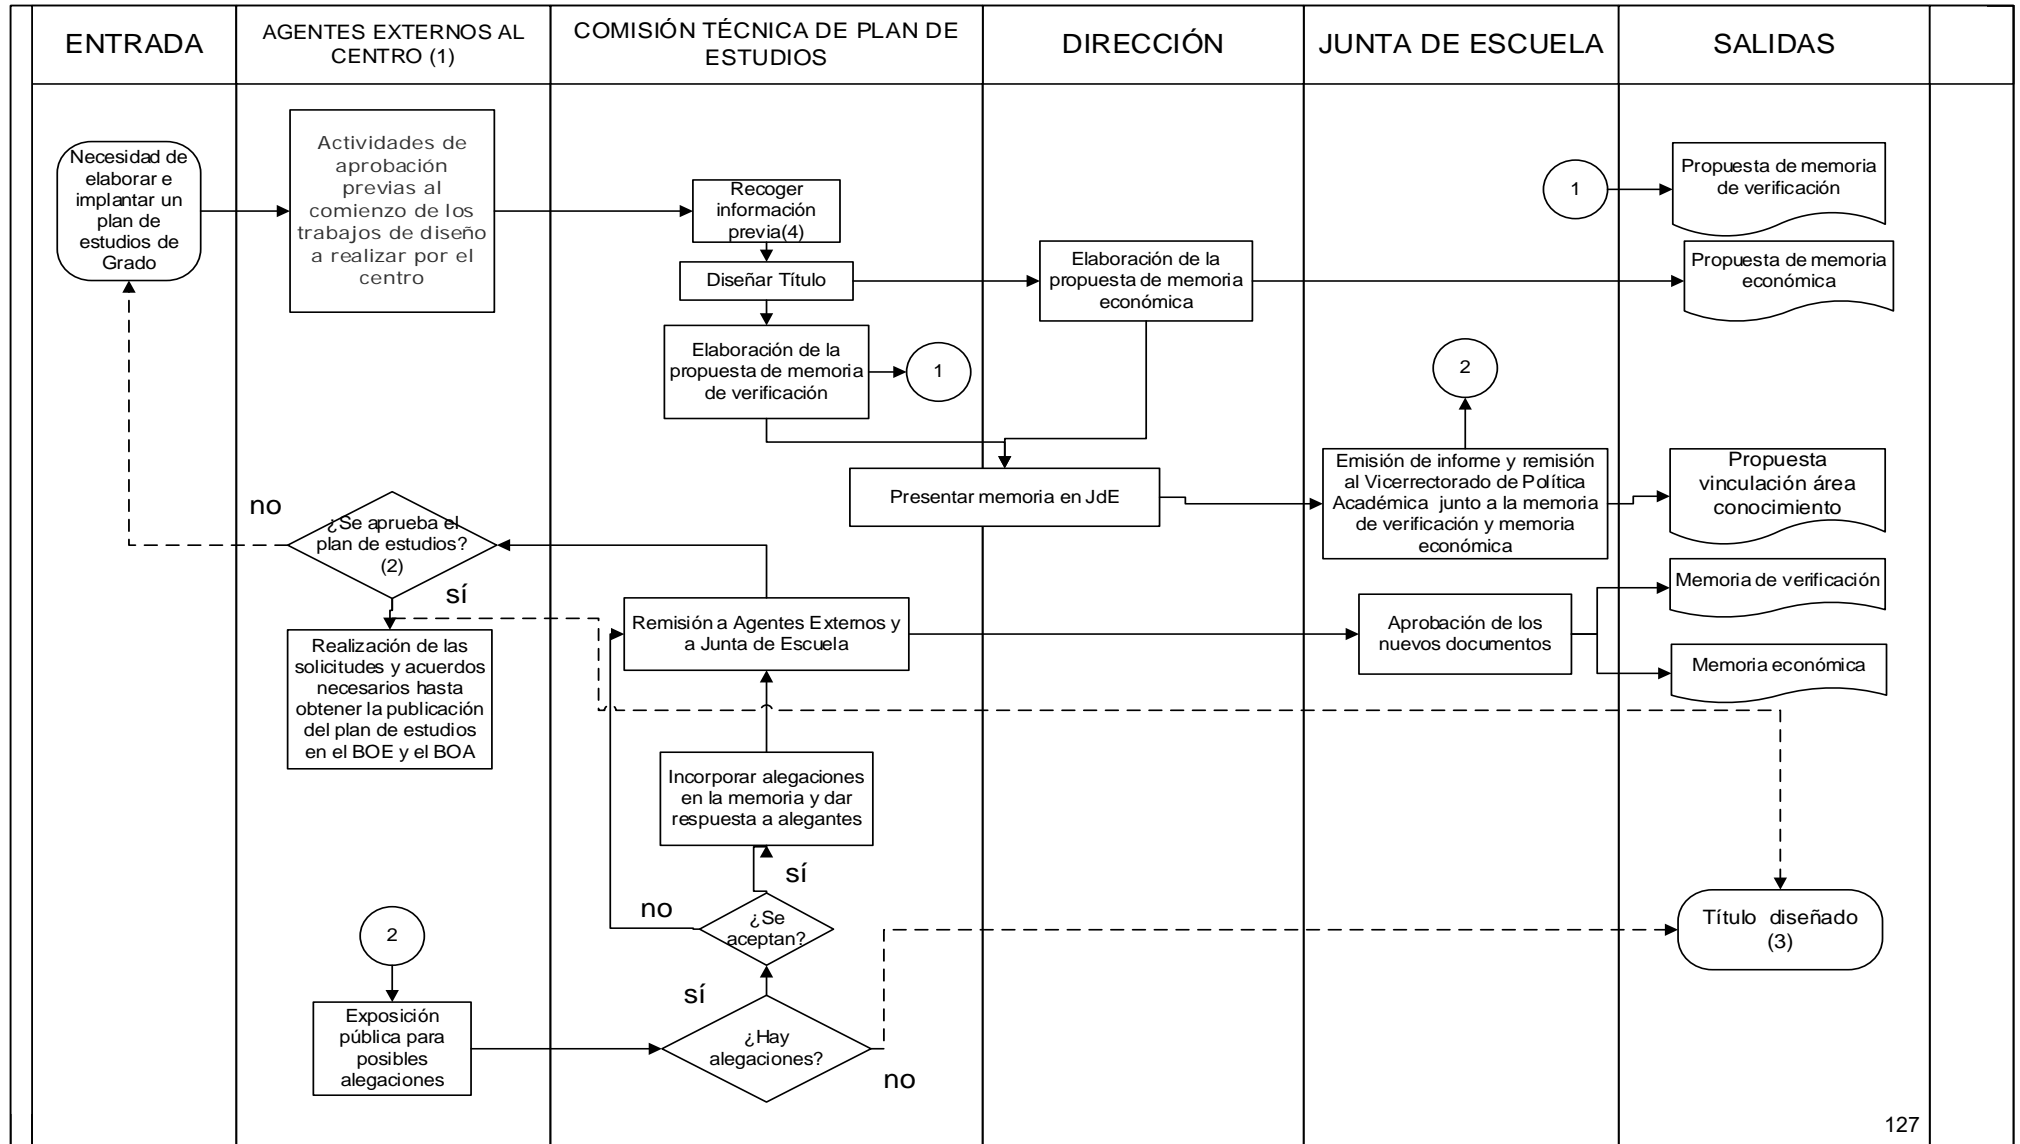 ENTRADA
AGENTES EXTERNOS AL
CENTRO (1)
COMISIÓN TÉCNICA DE PLAN DE
ESTUDIOS
DIRECCIÓN
JUNTA DE ESCUELA
SALIDAS
Necesidad de
elaborar e
implantar un
plan de
estudios de
Grado
Actividades de
aprobación
previas al
comienzo de los
trabajos de diseño
a realizar por el
centro
Recoger
información
previa(4)
Diseñar Título
Elaboración de la
propuesta de memoria
de verificación
1
Elaboración de la
propuesta de memoria
económica
1
Propuesta de memoria
de verificación
Propuesta de memoria
económica
2
Presentar memoria en JdE
Emisión de informe y remisión
al Vicerrectorado de Política
Académica junto a la memoria
de verificación y memoria
económica
Propuesta
vinculación área
conocimiento
no
¿Se aprueba el
plan de estudios?
(2)
sí
Realización de las
solicitudes y acuerdos
necesarios hasta
obtener la publicación
del plan de estudios
en el BOE y el BOA
Remisión a Agentes Externos y
a Junta de Escuela
Aprobación de los
nuevos documentos
Memoria de verificación
Memoria económica
Incorporar alegaciones
en la memoria y dar
respuesta a alegantes
sí
no
¿Se
aceptan?
2
Título diseñado
(3)
Exposición
pública para
posibles
alegaciones
sí
¿Hay
alegaciones?
no
127